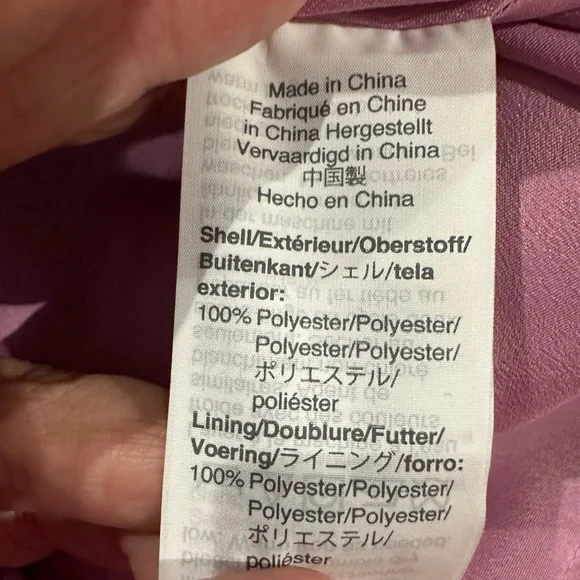 Made in China
Fabriqué en Chine
in China Hergestellt
Vervaardigd in China
中国製
Hecho en China
Shell/Extérieur/Oberstoff/
Buitenkant/シェル/tela
exterior:
100% Polyester/Polyester/
Polyester/Polyester/
ポリエステル/
poliéster
Lining/Doublure/Futter/
Voering/ライニング/forro:
100% Polyester/Polyester/
Polyester/Polyester/
ポリエステル/
poliéster